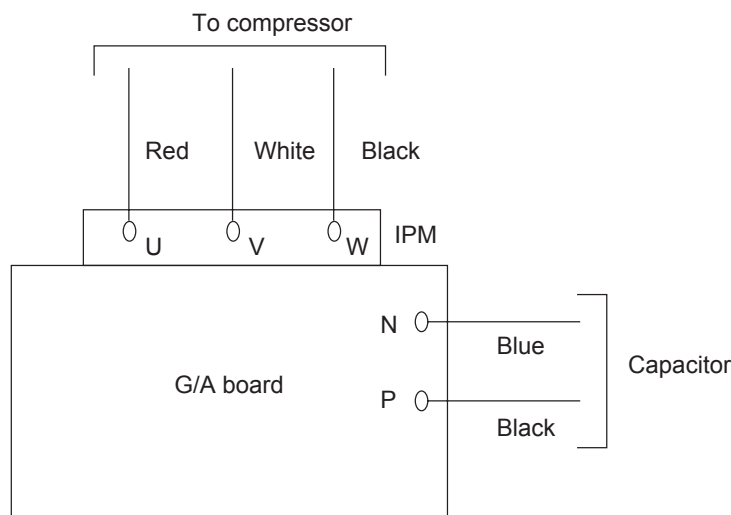 To compressor
Red White Black
U V W IPM
N
Blue
G/A board
Capacitor
P
Black